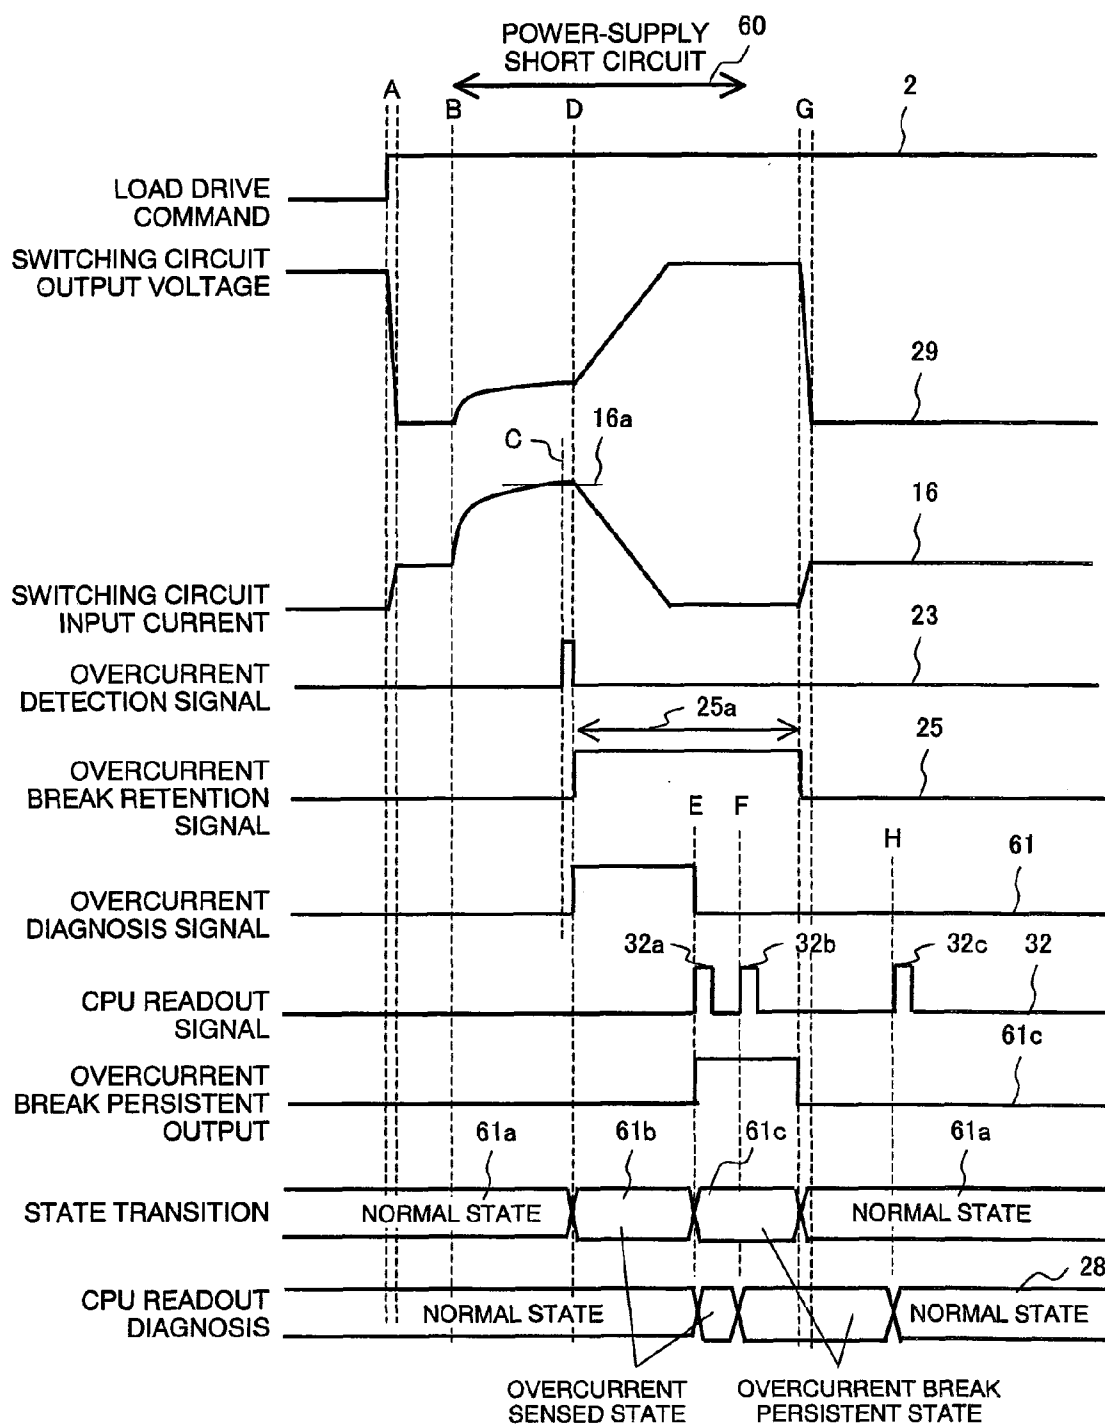 POWER-SUPPLY
SHORT CIRCUIT
60
A
B
D
G
2
LOAD DRIVE
COMMAND
SWITCHING CIRCUIT
OUTPUT VOLTAGE
29
C
16a
16
SWITCHING CIRCUIT
INPUT CURRENT
23
OVERCURRENT
DETECTION SIGNAL
25a
25
OVERCURRENT
BREAK RETENTION
SIGNAL
E
F
H
61
OVERCURRENT
DIAGNOSIS SIGNAL
32a
32b
32c
32
CPU READOUT
SIGNAL
61c
OVERCURRENT
BREAK PERSISTENT
OUTPUT
61a
61b
61c
61a
STATE TRANSITION
NORMAL STATE
NORMAL STATE
28
CPU READOUT
DIAGNOSIS
NORMAL STATE
NORMAL STATE
OVERCURRENT
SENSED STATE
OVERCURRENT BREAK
PERSISTENT STATE